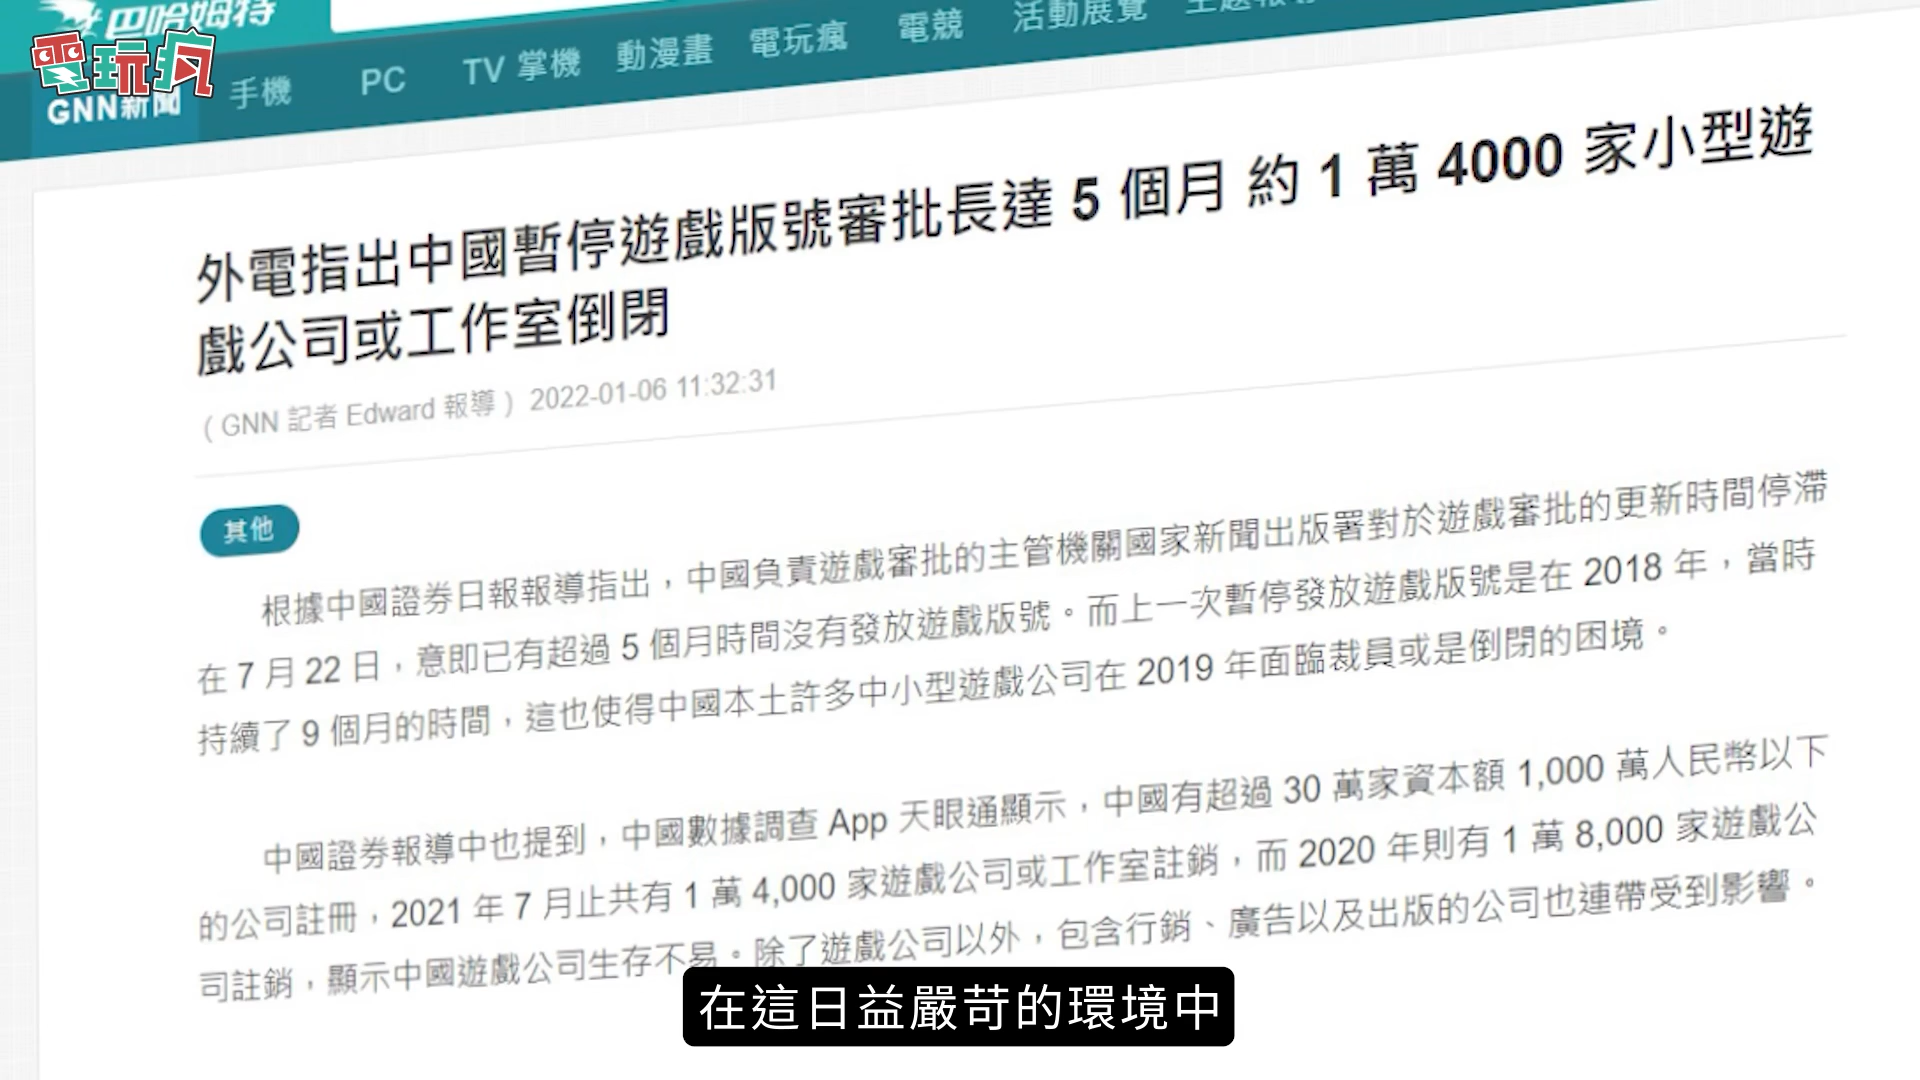 巴哈姆特
電玩瘋
GNN新聞
手機
PC
TV 掌機
動漫畫
電玩瘋
電競
活動展覽
外電指出中國暫停遊戲版號審批長達 5 個月 約 1 萬 4000 家小型遊
戲公司或工作室倒閉
（GNN 記者 Edward 報導） 2022-01-06 11:32:31
其他
根據中國證券日報報導指出，中國負責遊戲審批的主管機關國家新聞出版署對於遊戲審批的更新時間停滯
在 7 月 22 日，意即已有超過 5 個月時間沒有發放遊戲版號。而上一次暫停發放遊戲版號是在 2018 年，當時
持續了 9 個月的時間，這也使得中國本土許多中小型遊戲公司在 2019 年面臨裁員或是倒閉的困境。
中國證券報導中也提到，中國數據調查 App 天眼通顯示，中國有超過 30 萬家資本額 1,000 萬人民幣以下
的公司註冊，2021 年 7 月止共有 1 萬 4,000 家遊戲公司或工作室註銷，而 2020 年則有 1 萬 8,000 家遊戲公
司註銷，顯示中國遊戲公司生存不易。除了遊戲公司以外，包含行銷、廣告以及出版的公司也連帶受到影響。
在這日益嚴苛的環境中